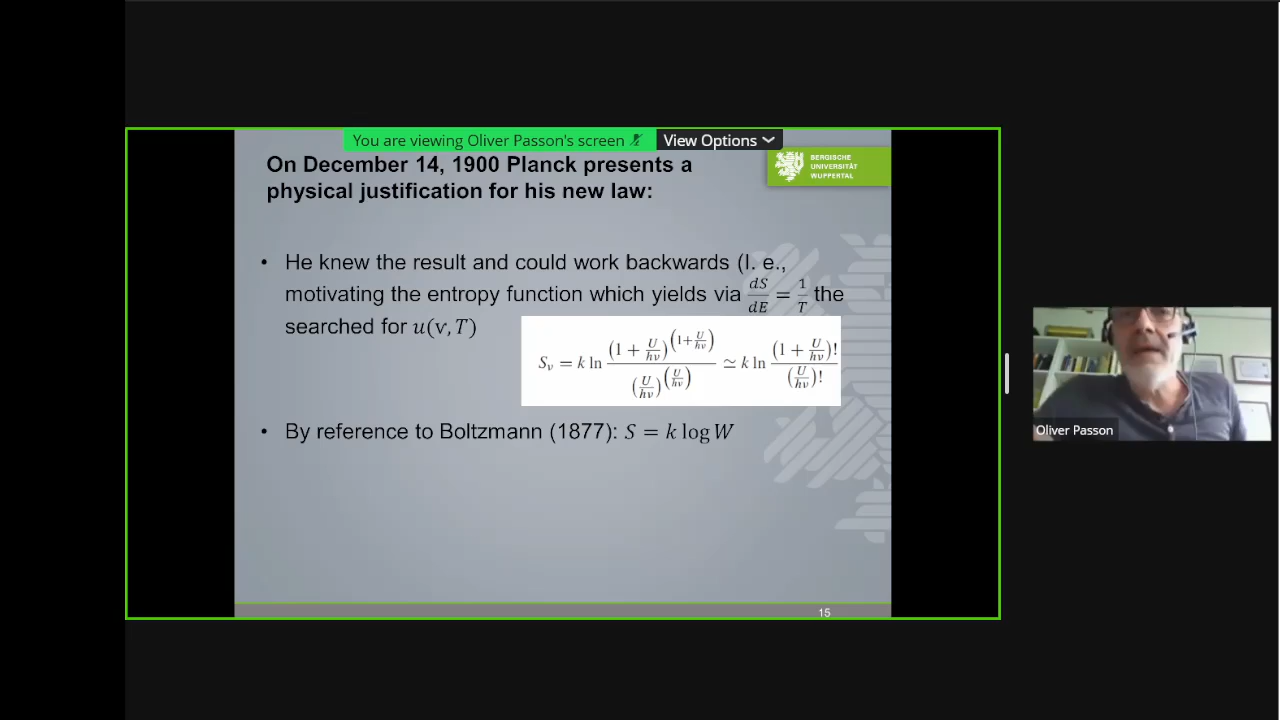 You are viewing Oliver Passon's screen
View Options
On December 14, 1900 Planck presents a
physical justification for his new law:
BERGISCHE
UNIVERSITÄT
WUPPERTAL
• He knew the result and could work backwards (I. e.,
motivating the entropy function which yields via dS/dE = 1/T the
searched for u(ν, T)
S_ν = k ln (1 + U/hν)^(1+U/hν) / (U/hν)^(U/hν) ≃ k ln (1 + U/hν)! / (U/hν)!
• By reference to Boltzmann (1877): S = k log W
15
Oliver Passon